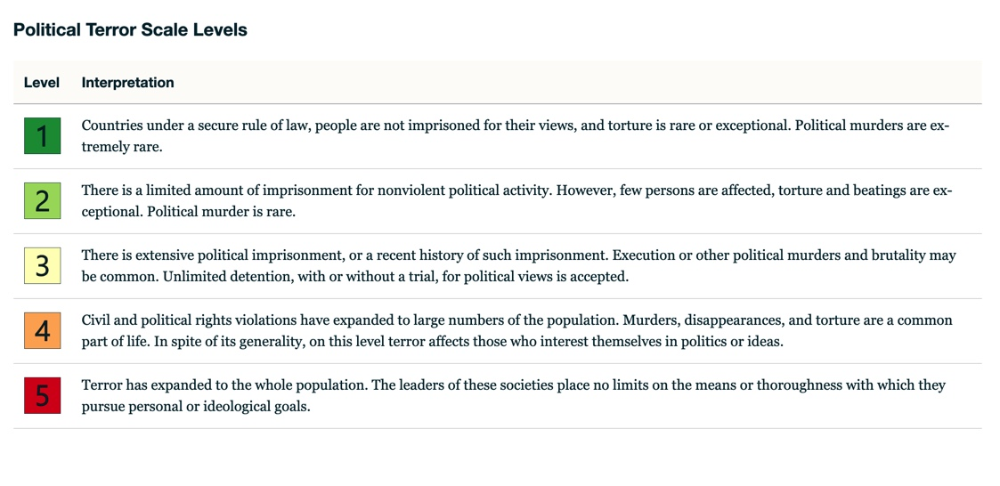 Political Terror Scale Levels
Level Interpretation
1 Countries under a secure rule of law, people are not imprisoned for their views, and torture is rare or exceptional. Political murders are ex-
tremely rare.
2 There is a limited amount of imprisonment for nonviolent political activity. However, few persons are affected, torture and beatings are ex-
ceptional. Political murder is rare.
3 There is extensive political imprisonment, or a recent history of such imprisonment. Execution or other political murders and brutality may
be common. Unlimited detention, with or without a trial, for political views is accepted.
4 Civil and political rights violations have expanded to large numbers of the population. Murders, disappearances, and torture are a common
part of life. In spite of its generality, on this level terror affects those who interest themselves in politics or ideas.
5 Terror has expanded to the whole population. The leaders of these societies place no limits on the means or thoroughness with which they
pursue personal or ideological goals.